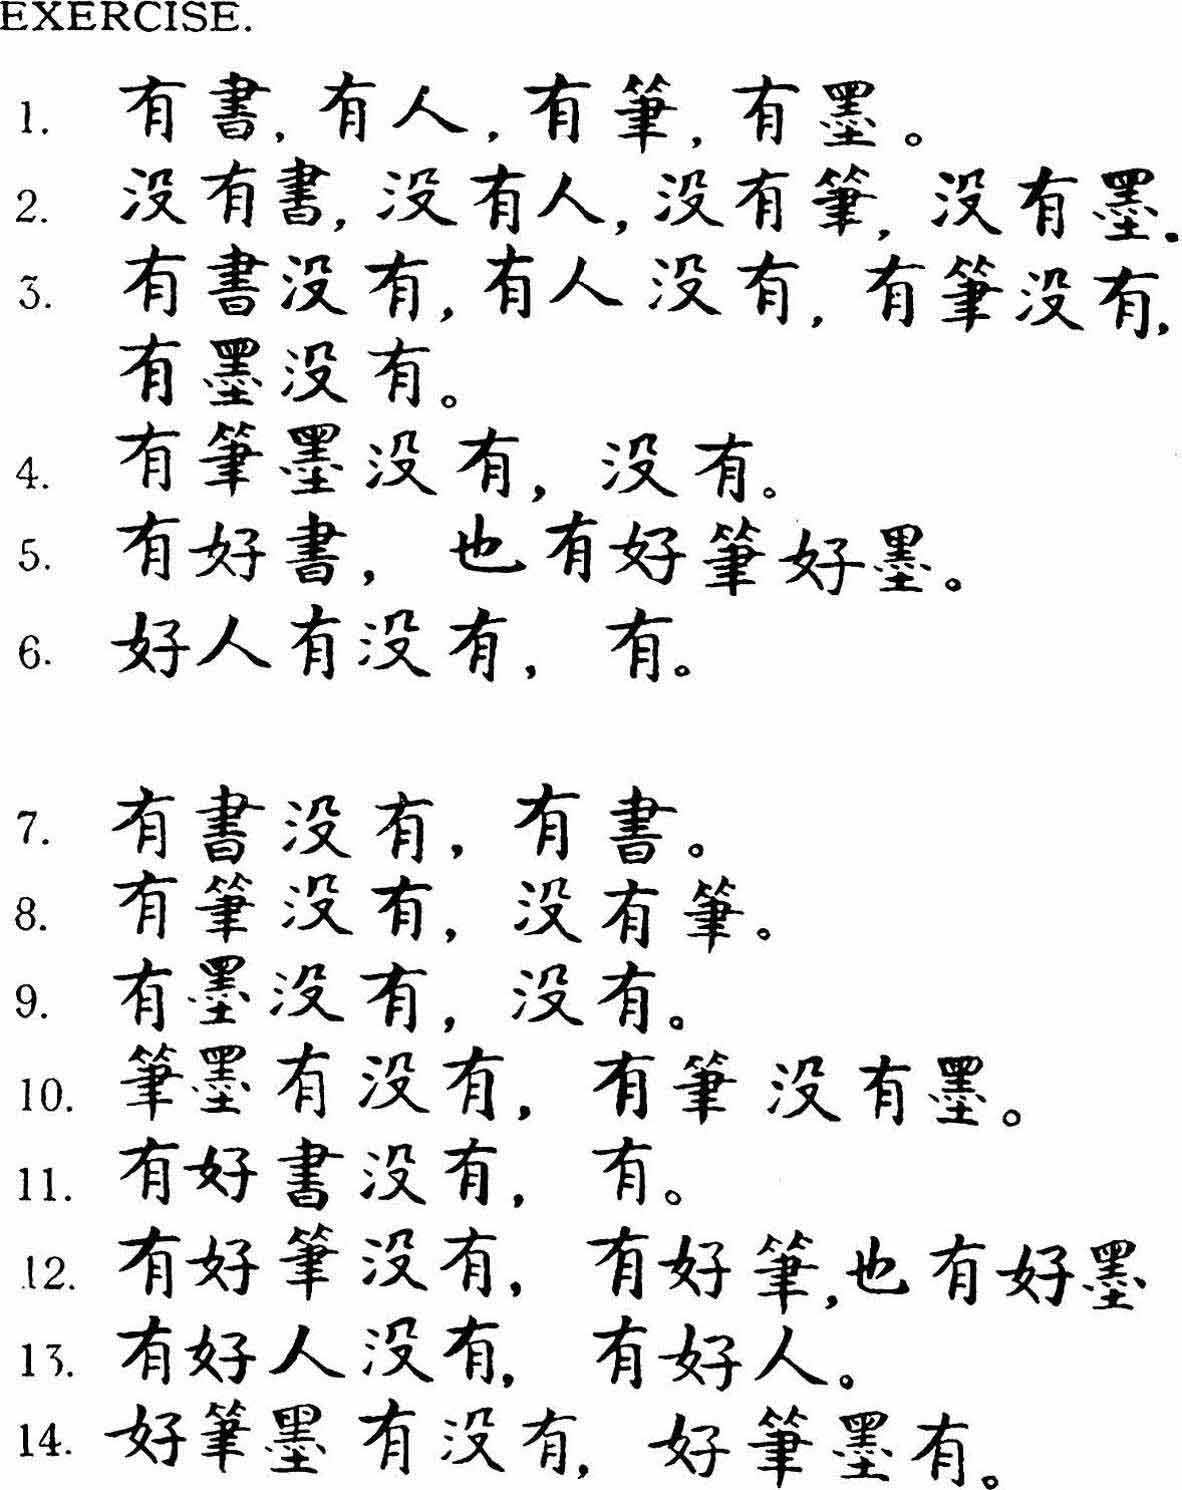 EXERCISE.
1. 有書，有人，有筆，有墨。
2. 没有書，没有人，没有筆，没有墨.
3. 有書没有，有人没有，有筆没有，
有墨没有。
4. 有筆墨没有，没有。
5. 有好書，也有好筆好墨。
6. 好人有没有，有。
7. 有書没有，有書。
8. 有筆没有，没有筆。
9. 有墨没有，没有。
10. 筆墨有没有，有筆没有墨。
11. 有好書没有，有。
12. 有好筆没有，有好筆，也有好墨
13. 有好人没有，有好人。
14. 好筆墨有没有，好筆墨有。